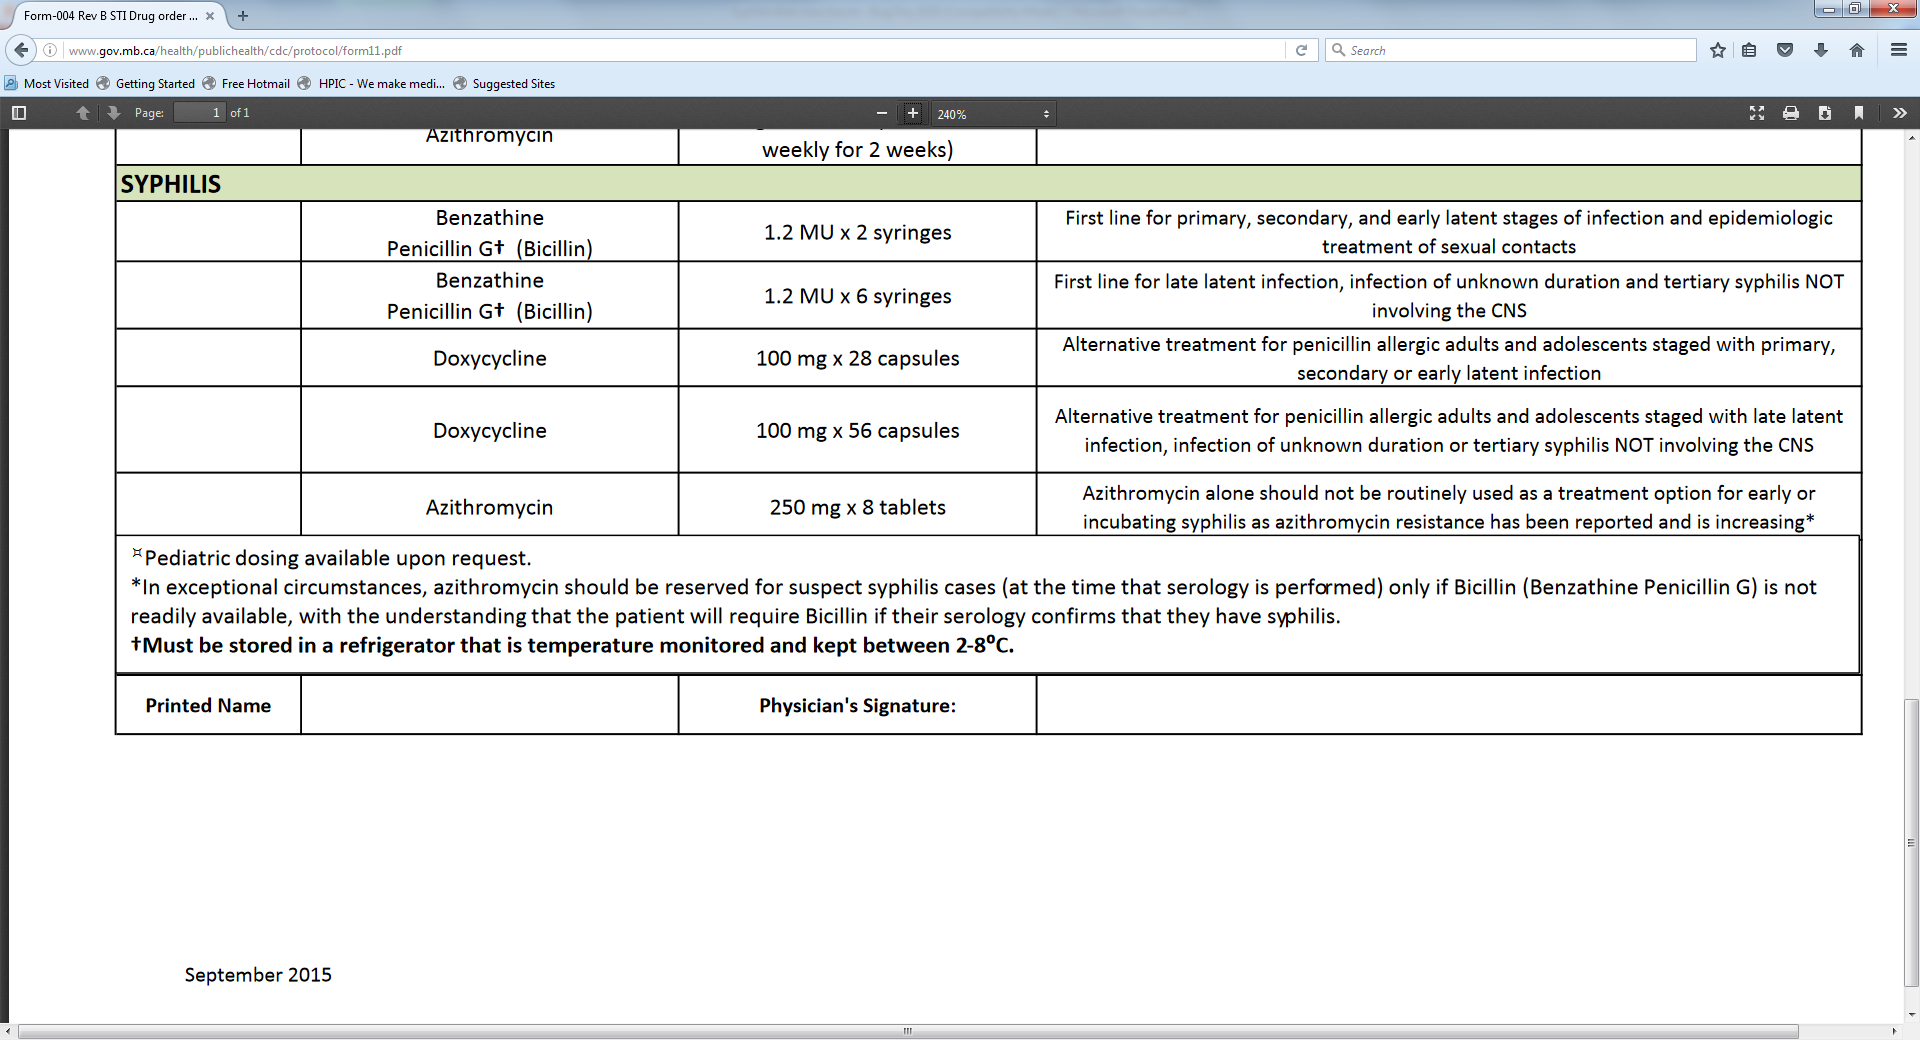 Form-004 Rev B STI Drug order ...
www.gov.mb.ca/health/publichealth/cdc/protocol/form11.pdf
Search
Most Visited
Getting Started
Free Hotmail
HPIC - We make medi...
Suggested Sites
Page:
1
of 1
240%
Azithromycin
weekly for 2 weeks)
SYPHILIS
Benzathine
Penicillin G† (Bicillin)
1.2 MU x 2 syringes
First line for primary, secondary, and early latent stages of infection and epidemiologic
treatment of sexual contacts
Benzathine
Penicillin G† (Bicillin)
1.2 MU x 6 syringes
First line for late latent infection, infection of unknown duration and tertiary syphilis NOT
involving the CNS
Doxycycline
100 mg x 28 capsules
Alternative treatment for penicillin allergic adults and adolescents staged with primary,
secondary or early latent infection
Doxycycline
100 mg x 56 capsules
Alternative treatment for penicillin allergic adults and adolescents staged with late latent
infection, infection of unknown duration or tertiary syphilis NOT involving the CNS
Azithromycin
250 mg x 8 tablets
Azithromycin alone should not be routinely used as a treatment option for early or
incubating syphilis as azithromycin resistance has been reported and is increasing*
¤Pediatric dosing available upon request.
*In exceptional circumstances, azithromycin should be reserved for suspect syphilis cases (at the time that serology is performed) only if Bicillin (Benzathine Penicillin G) is not
readily available, with the understanding that the patient will require Bicillin if their serology confirms that they have syphilis.
†Must be stored in a refrigerator that is temperature monitored and kept between 2-8⁰C.
Printed Name
Physician's Signature:
September 2015